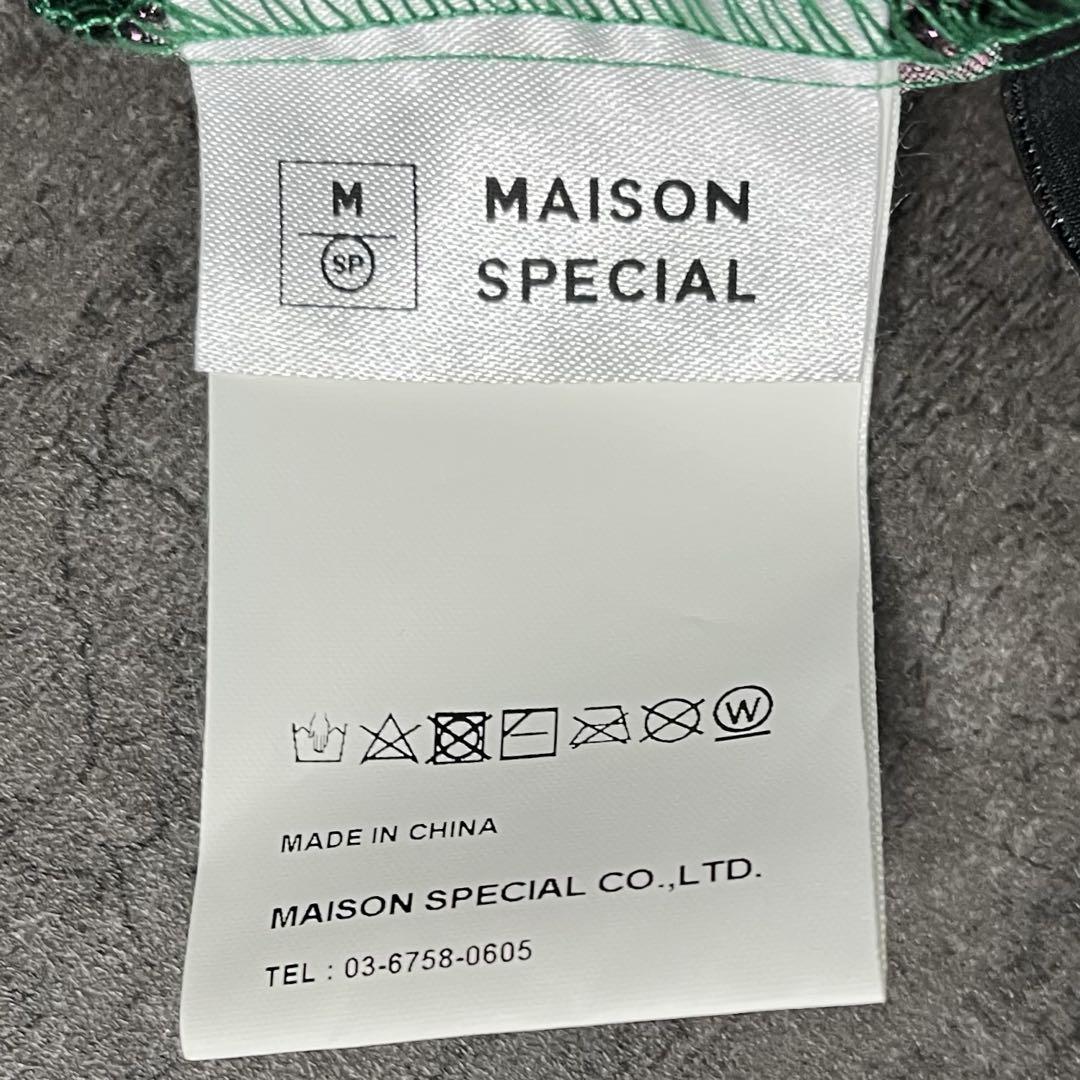 M
SP
MAISON
SPECIAL
W
MADE IN CHINA
MAISON SPECIAL CO.,LTD.
TEL : 03-6758-0605